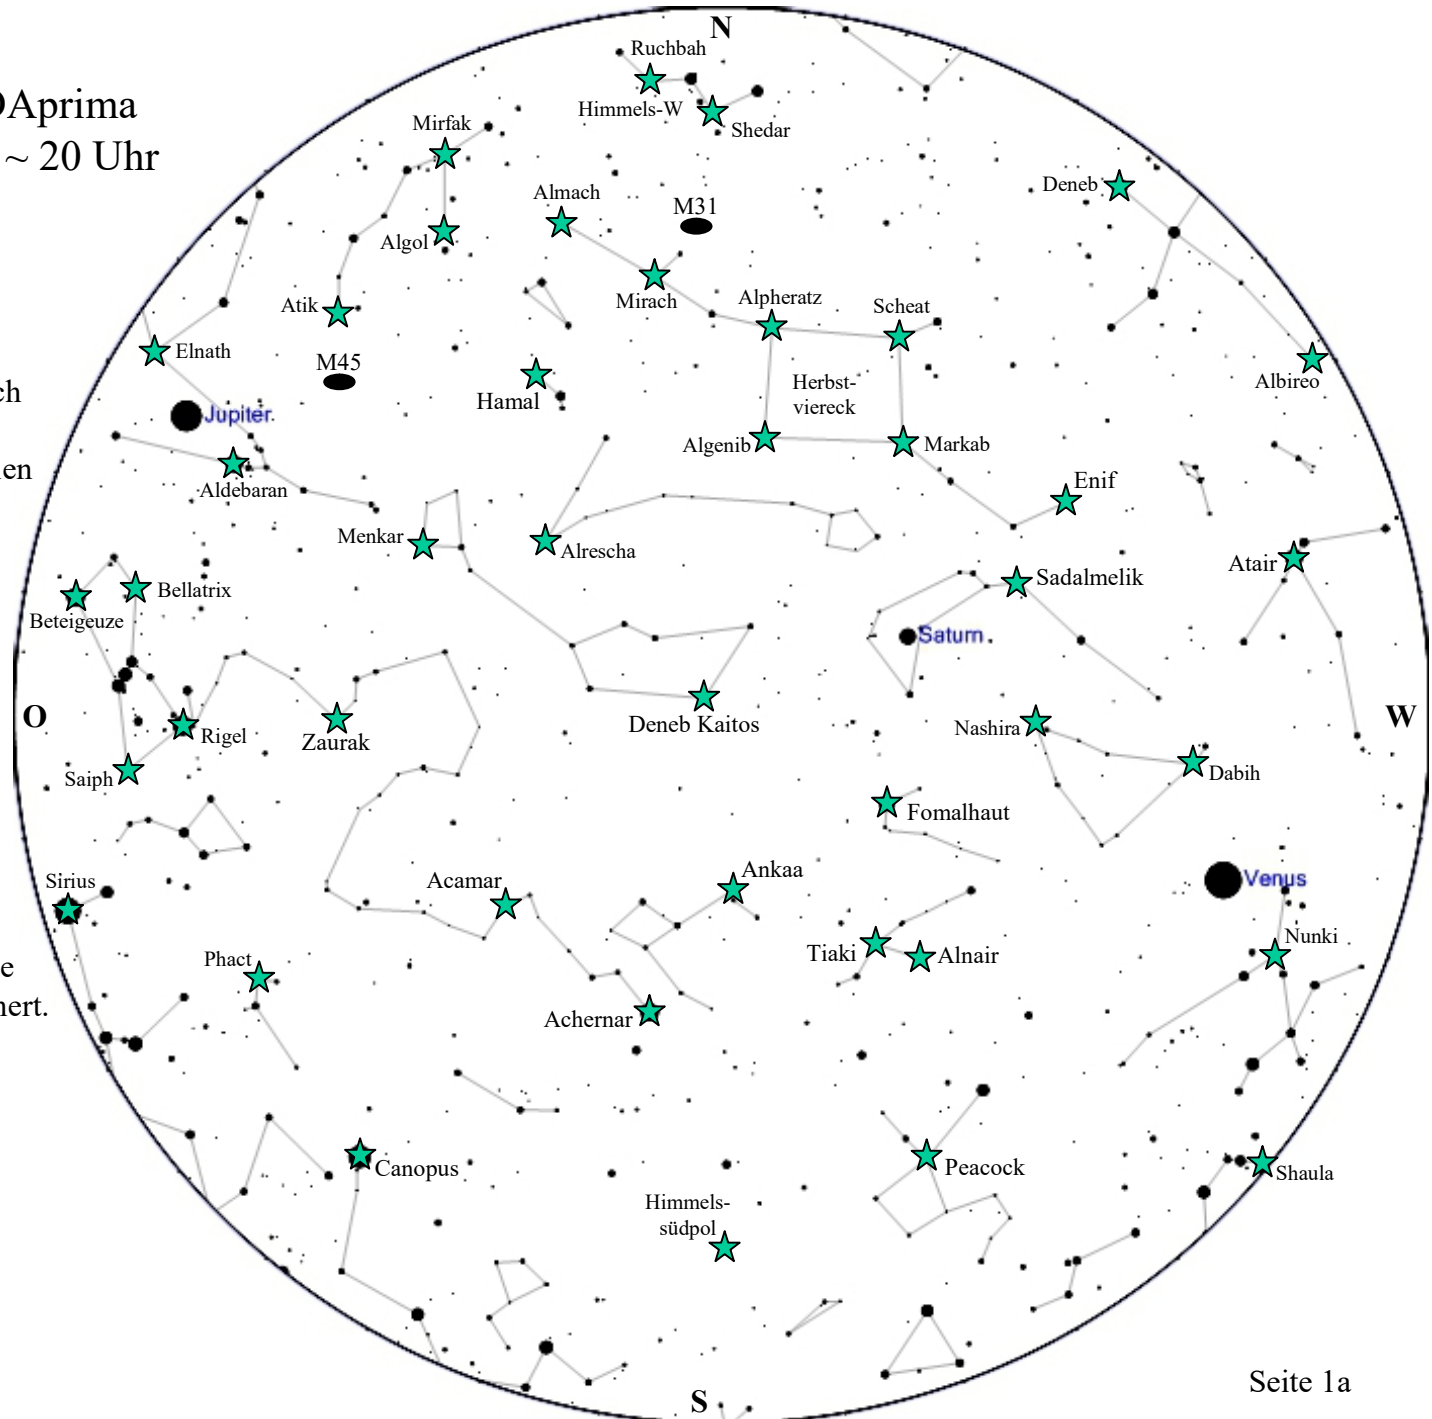 N
Ruchbah
Himmels-W
Shedar
Aprima
~ 20 Uhr
Mirfak
Almach
M31
Deneb
Algol
Atik
Mirach
Alpheratz
Scheat
Elnath
M45
Herbst-
viereck
Albireo
ch
Jupiter
Hamal
Algenib
Markab
en
Aldebaran
Enif
Menkar
Alrescha
Atair
Sadalmelik
Bellatrix
Beteigeuze
Saturn
O
W
Rigel
Zaurak
Deneb Kaitos
Nashira
Saiph
Dabih
Fomalhaut
Sirius
Acamar
Ankaa
Venus
Nunki
Phact
Tiaki
Alnair
e
nert.
Achernar
Canopus
Peacock
Shaula
Himmels-
südpol
Seite 1a
S